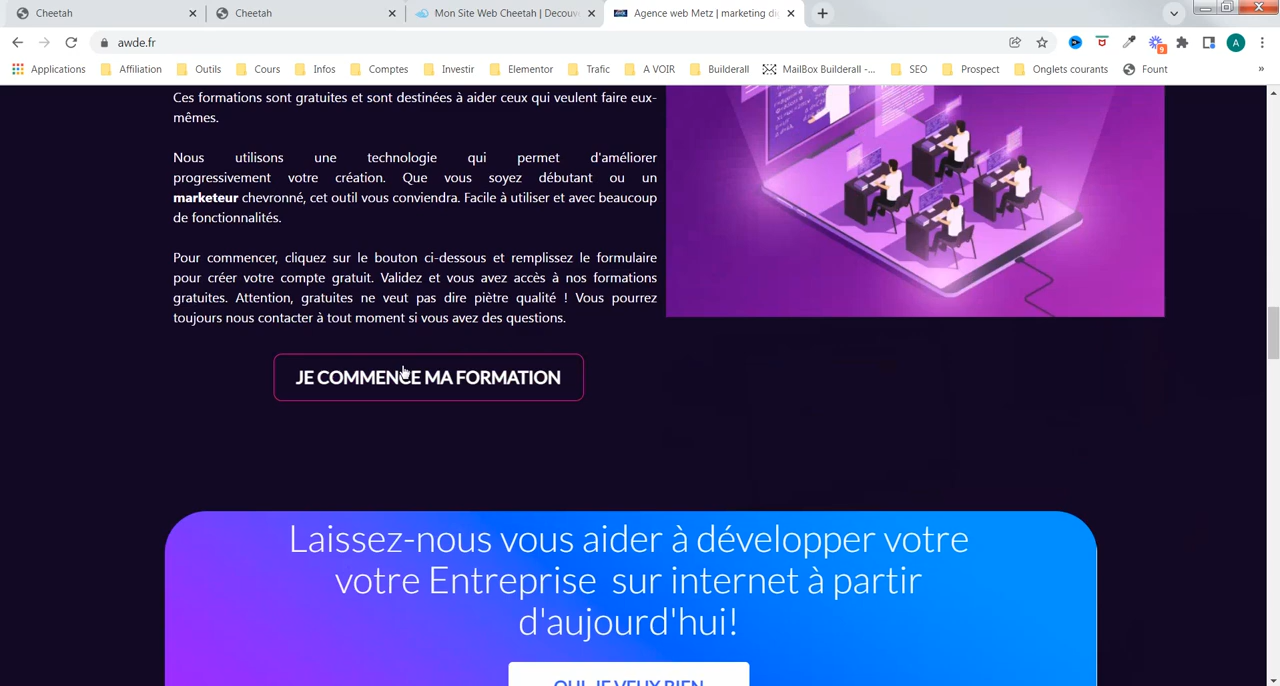 Cheetah
Cheetah
Mon Site Web Cheetah | Decouv
Agence web Metz | marketing di
awde.fr
9
A
Applications
Affiliation
Outils
Cours
Infos
Comptes
Investir
Elementor
Trafic
A VOIR
Builderall
MailBox Builderall -...
SEO
Prospect
Onglets courants
Fount
»
Ces formations sont gratuites et sont destinées à aider ceux qui veulent faire eux-
mêmes.
Nous utilisons une technologie qui permet d'améliorer
progressivement votre création. Que vous soyez débutant ou un
marketeur chevronné, cet outil vous conviendra. Facile à utiliser et avec beaucoup
de fonctionnalités.
Pour commencer, cliquez sur le bouton ci-dessous et remplissez le formulaire
pour créer votre compte gratuit. Validez et vous avez accès à nos formations
gratuites. Attention, gratuites ne veut pas dire piètre qualité ! Vous pourrez
toujours nous contacter à tout moment si vous avez des questions.
JE COMMENCE MA FORMATION
Laissez-nous vous aider à développer votre
votre Entreprise sur internet à partir
d'aujourd'hui!
OUI JE VEUX BIEN